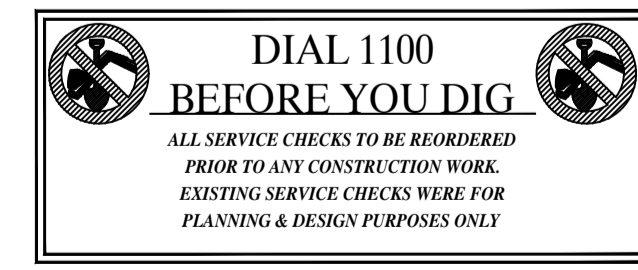 DIAL 1100
BEFORE YOU DIG
ALL SERVICE CHECKS TO BE REORDERED
PRIOR TO ANY CONSTRUCTION WORK.
EXISTING SERVICE CHECKS WERE FOR
PLANNING & DESIGN PURPOSES ONLY